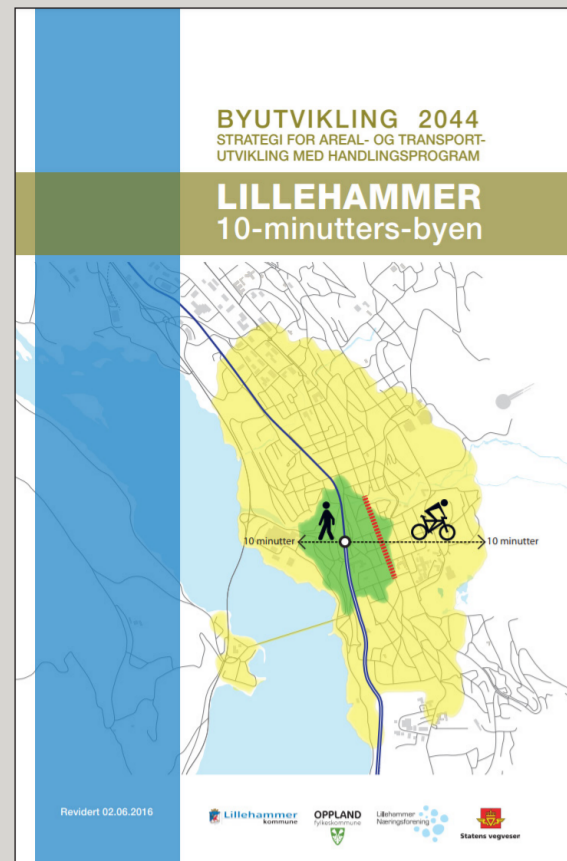 BYUTVIKLING 2044
STRATEGI FOR AREAL- OG TRANSPORT-
UTVIKLING MED HANDLINGSPROGRAM
LILLEHAMMER
10-minutters-byen
10 minutter
10 minutter
Revidert 02.06.2016
Lillehammer
kommune
OPPLAND
fylkeskommune
Lillehammer
Næringsforening
Statens vegvesen